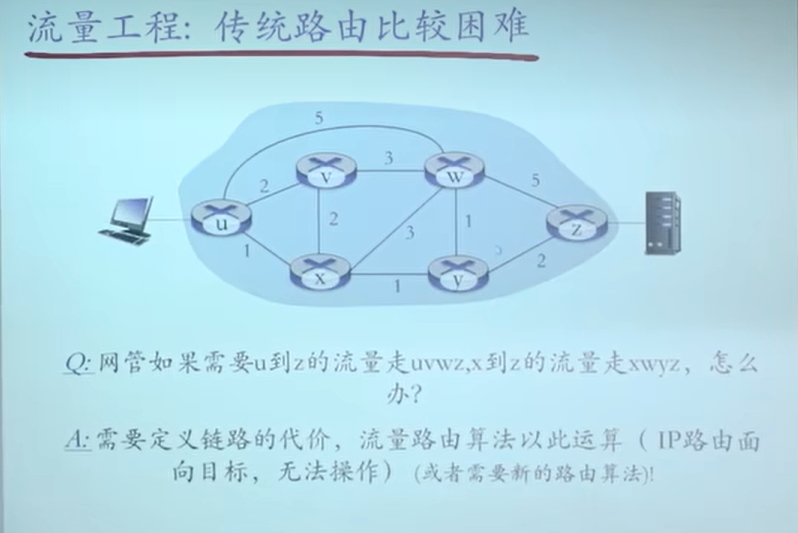 流量工程: 传统路由比较困难
5
v
3
w
2
5
u
2
3
1
z
1
x
1
y
2
Q:网管如果需要u到z的流量走uvwz,x到z的流量走xwyz，怎么
办?
A:需要定义链路的代价，流量路由算法以此运算（ IP路由面
向目标，无法操作）(或者需要新的路由算法)!